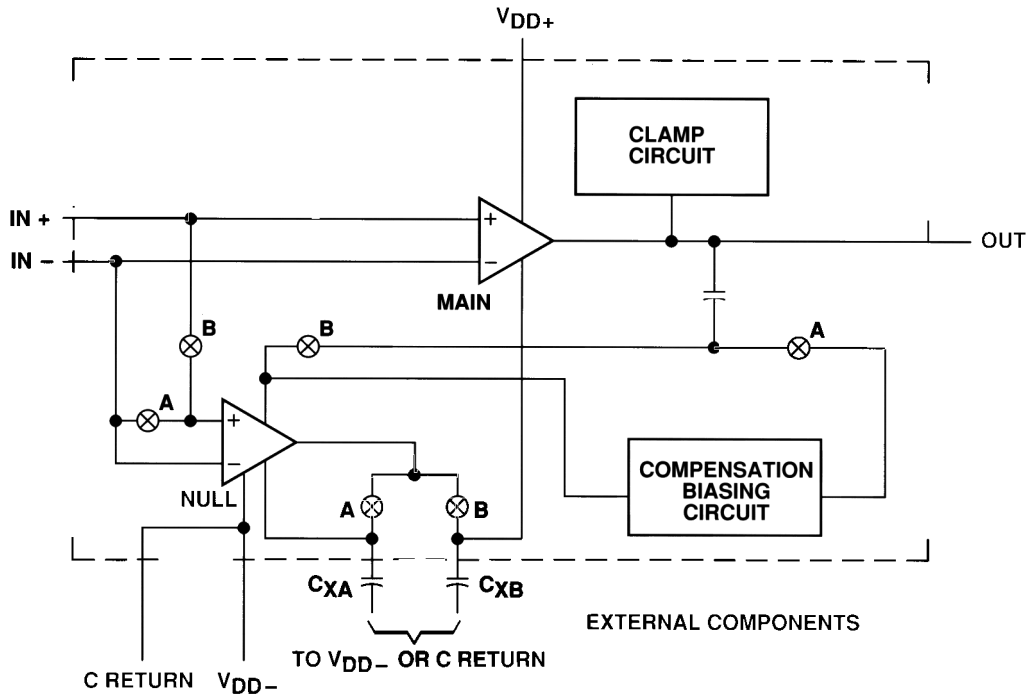 VDD+
CLAMP
CIRCUIT
IN +
+
OUT
IN −
−
MAIN
B
B
A
A
+
−
COMPENSATION
BIASING
CIRCUIT
NULL
A
B
CXA
CXB
EXTERNAL COMPONENTS
TO VDD− OR C RETURN
C RETURN
VDD−